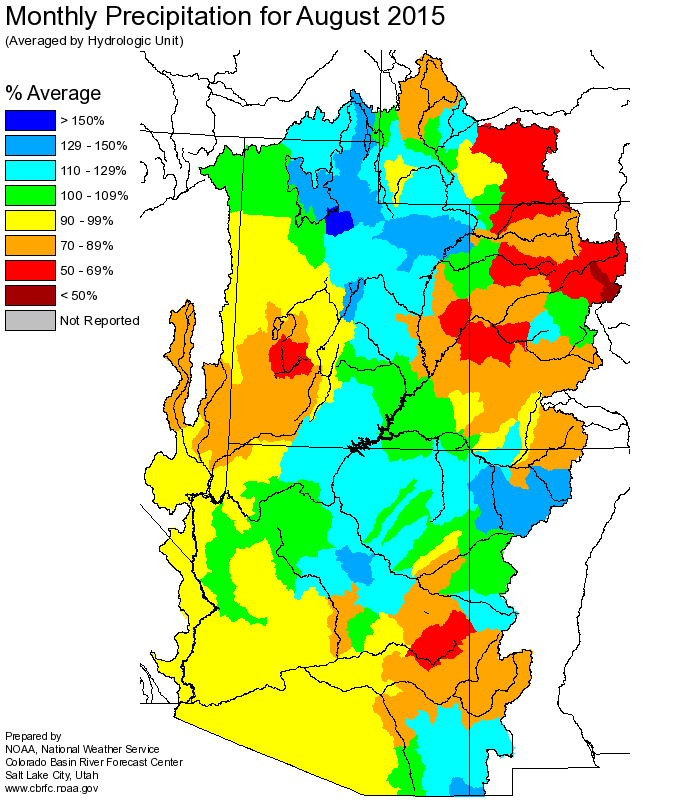 Monthly Precipitation for August 2015
(Averaged by Hydrologic Unit)
% Average
> 150%
129 - 150%
110 - 129%
100 - 109%
90 - 99%
70 - 89%
50 - 69%
< 50%
Not Reported
Prepared by
NOAA, National Weather Service
Colorado Basin River Forecast Center
Salt Lake City, Utah
www.cbrfc.noaa.gov